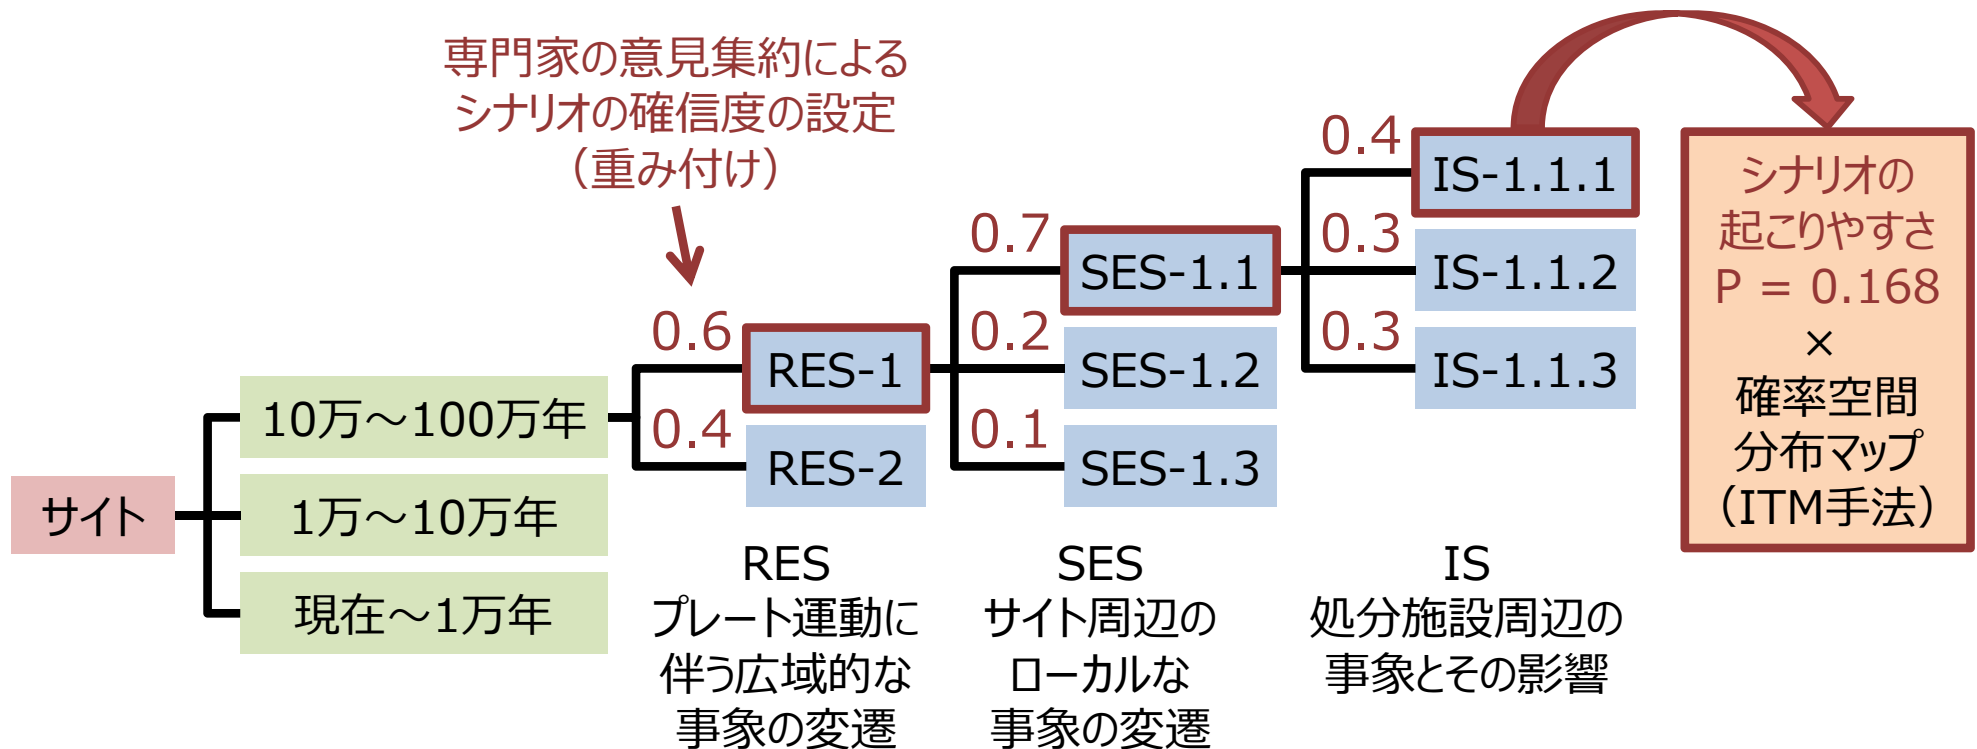 専門家の意見集約による
シナリオの確信度の設定
（重み付け）
サイト
10万～100万年
1万～10万年
現在～1万年
0.6
RES-1
0.4
RES-2
RES
プレート運動に
伴う広域的な
事象の変遷
0.7
SES-1.1
0.2
SES-1.2
0.1
SES-1.3
SES
サイト周辺の
ローカルな
事象の変遷
0.4
IS-1.1.1
0.3
IS-1.1.2
0.3
IS-1.1.3
IS
処分施設周辺の
事象とその影響
シナリオの
起こりやすさ
P = 0.168
×
確率空間
分布マップ
（ITM手法）